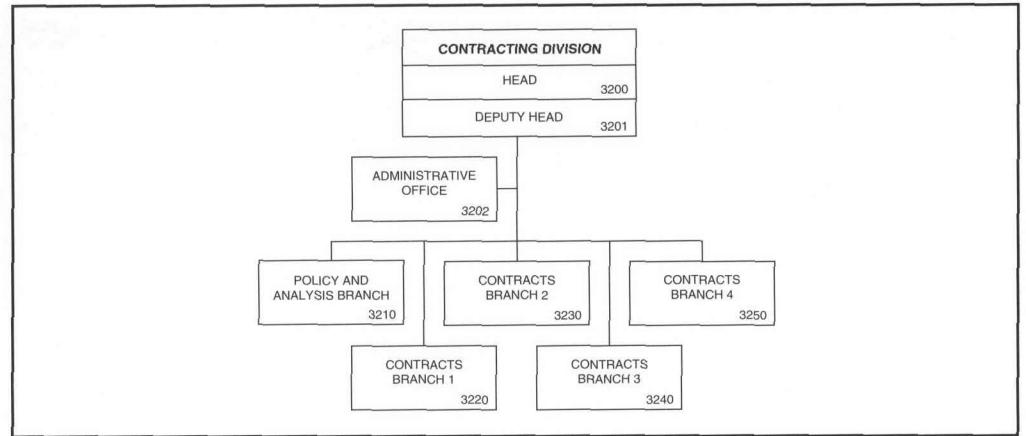 CONTRACTING DIVISION
HEAD
3200
DEPUTY HEAD
3201
ADMINISTRATIVE
OFFICE
3202
POLICY AND
ANALYSIS BRANCH
3210
CONTRACTS
BRANCH 2
3230
CONTRACTS
BRANCH 4
3250
CONTRACTS
BRANCH 1
3220
CONTRACTS
BRANCH 3
3240